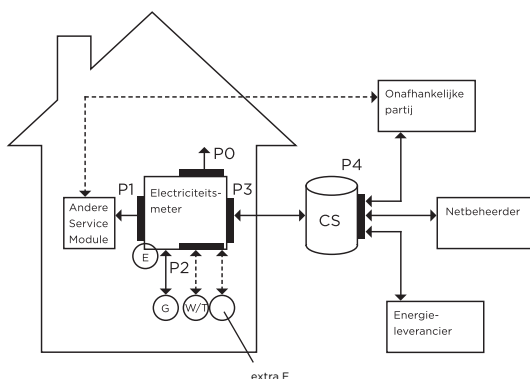 Onafhankelijke
partij
P0
P4
P1
Electriciteits-
meter
P3
Andere
Service
Module
CS
Netbeheerder
E
P2
G
W/T
Energie-
leverancier
extra E